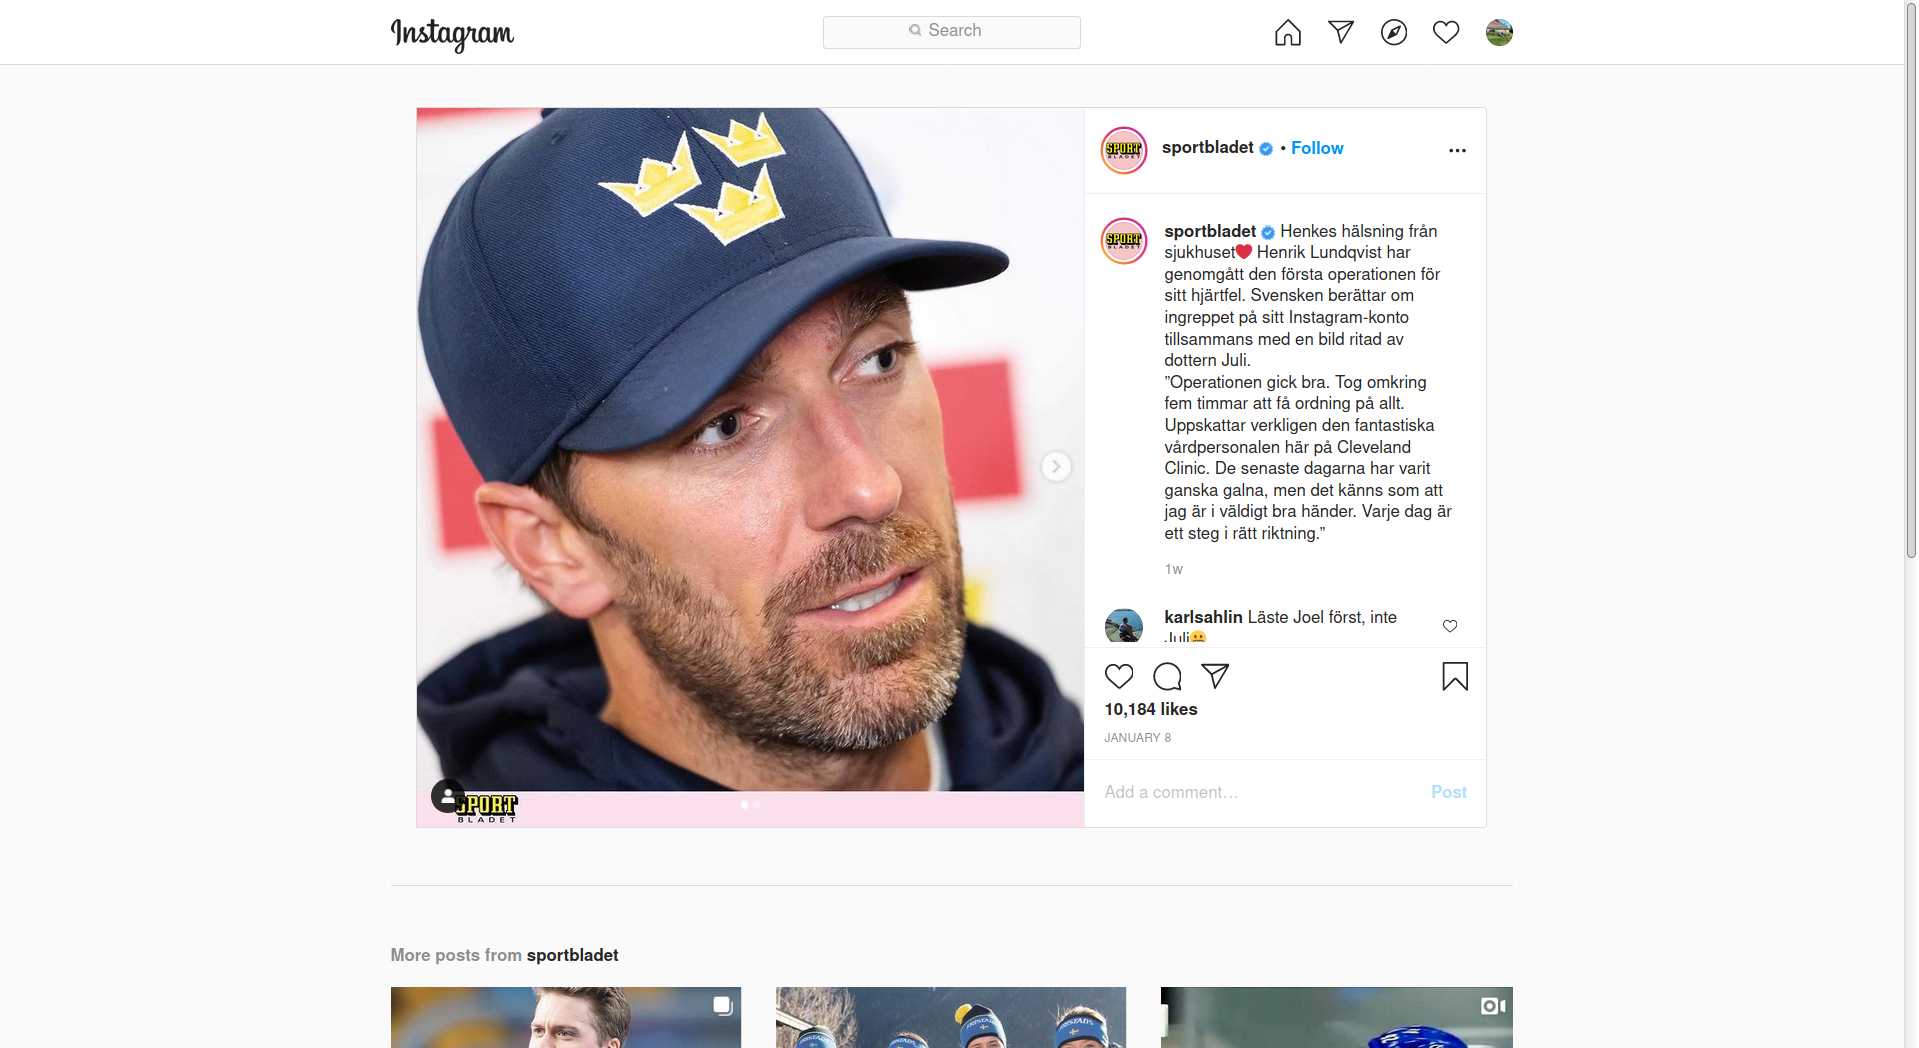 Instagram
Search
SPORT
BLADET
sportbladet • Follow
SPORT
BLADET
sportbladet Henkes hälsning från
sjukhuset❤️ Henrik Lundqvist har
genomgått den första operationen för
sitt hjärtfel. Svensken berättar om
ingreppet på sitt Instagram-konto
tillsammans med en bild ritad av
dottern Juli.
”Operationen gick bra. Tog omkring
fem timmar att få ordning på allt.
Uppskattar verkligen den fantastiska
vårdpersonalen här på Cleveland
Clinic. De senaste dagarna har varit
ganska galna, men det känns som att
jag är i väldigt bra händer. Varje dag är
ett steg i rätt riktning.”
1w
karlsahlin Läste Joel först, inte
Juli
10,184 likes
JANUARY 8
Add a comment… Post
SPORT
BLADET
More posts from sportbladet